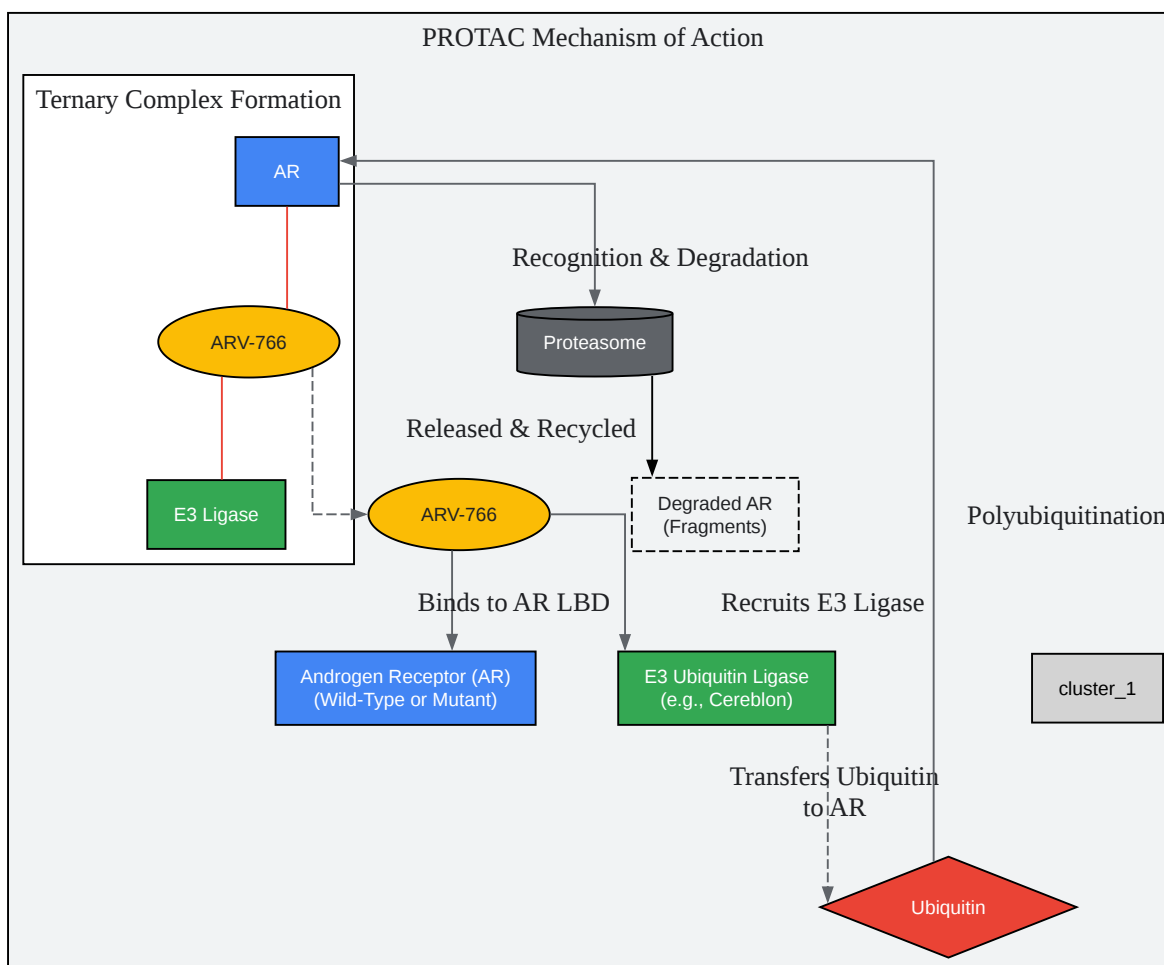 PROTAC Mechanism of Action
Ternary Complex Formation
AR
Recognition & Degradation
ARV-766
Proteasome
Released & Recycled
E3 Ligase
ARV-766
Degraded AR
(Fragments)
Polyubiquitination
Binds to AR LBD
Recruits E3 Ligase
Androgen Receptor (AR)
(Wild-Type or Mutant)
E3 Ubiquitin Ligase
(e.g., Cereblon)
cluster_1
Transfers Ubiquitin
to AR
Ubiquitin